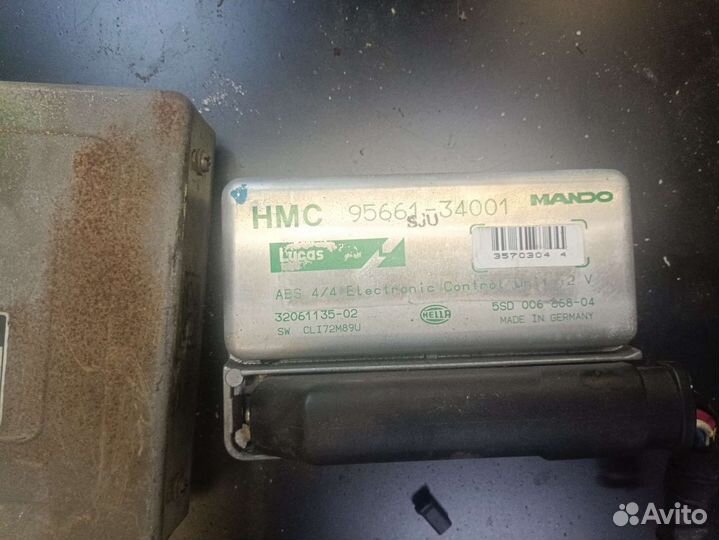 HMC 95661-34001 MANDO
SJU
Lucas
3570304 4
ABS 4/4 Electronic Control Unit 12 V
32061135-02 HELLA 5SD 006 868-04
SW. CLI72M89U MADE IN GERMANY
Avito